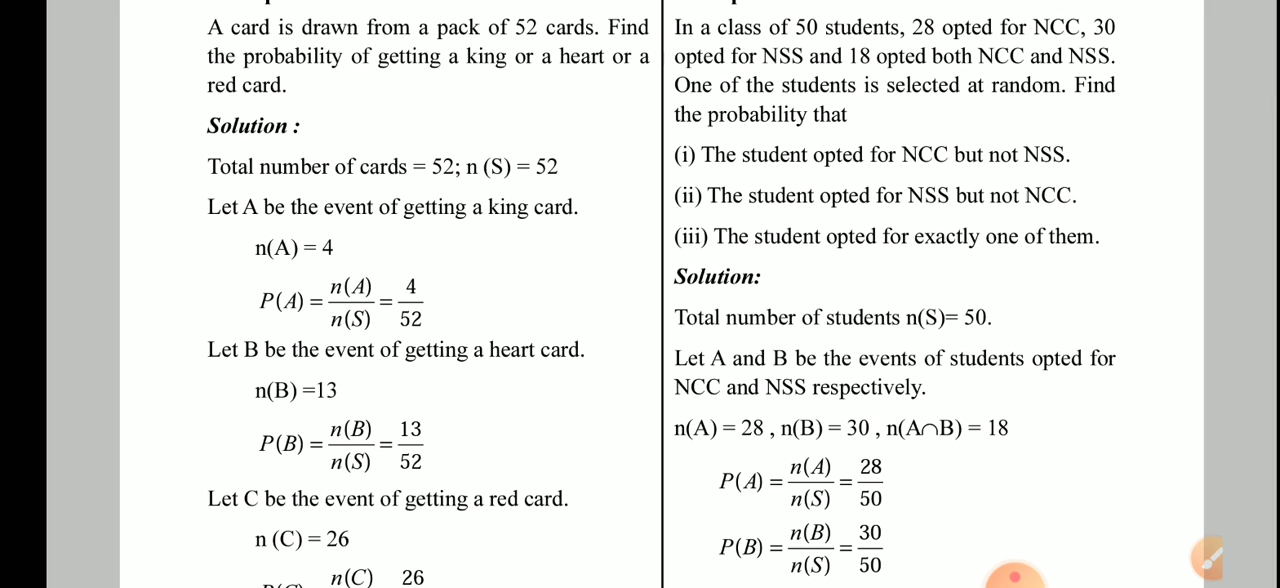 A card is drawn from a pack of 52 cards. Find
the probability of getting a king or a heart or a
red card.
Solution :
Total number of cards = 52; n (S) = 52
Let A be the event of getting a king card.
n(A) = 4
P(A) = n(A)/n(S) = 4/52
Let B be the event of getting a heart card.
n(B) =13
P(B) = n(B)/n(S) = 13/52
Let C be the event of getting a red card.
n (C) = 26
n(C) 26
In a class of 50 students, 28 opted for NCC, 30
opted for NSS and 18 opted both NCC and NSS.
One of the students is selected at random. Find
the probability that
(i) The student opted for NCC but not NSS.
(ii) The student opted for NSS but not NCC.
(iii) The student opted for exactly one of them.
Solution:
Total number of students n(S)= 50.
Let A and B be the events of students opted for
NCC and NSS respectively.
n(A) = 28 , n(B) = 30 , n(A∩B) = 18
P(A) = n(A)/n(S) = 28/50
P(B) = n(B)/n(S) = 30/50